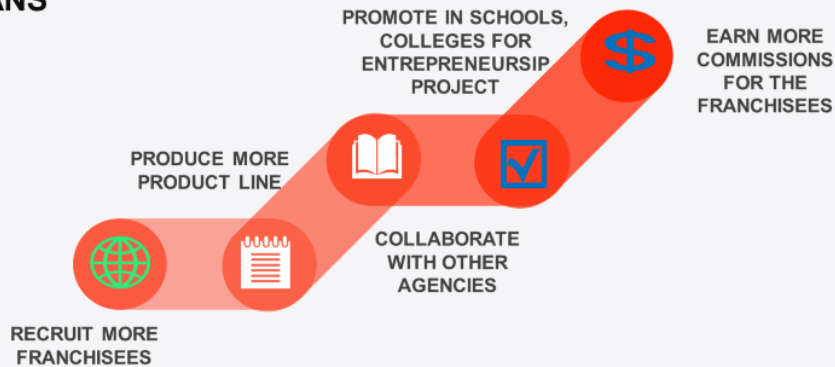 PROMOTE IN SCHOOLS,
COLLEGES FOR
ENTREPRENEURSIP
PROJECT
EARN MORE
COMMISSIONS
FOR THE
FRANCHISEES
PRODUCE MORE
PRODUCT LINE
COLLABORATE
WITH OTHER
AGENCIES
RECRUIT MORE
FRANCHISEES